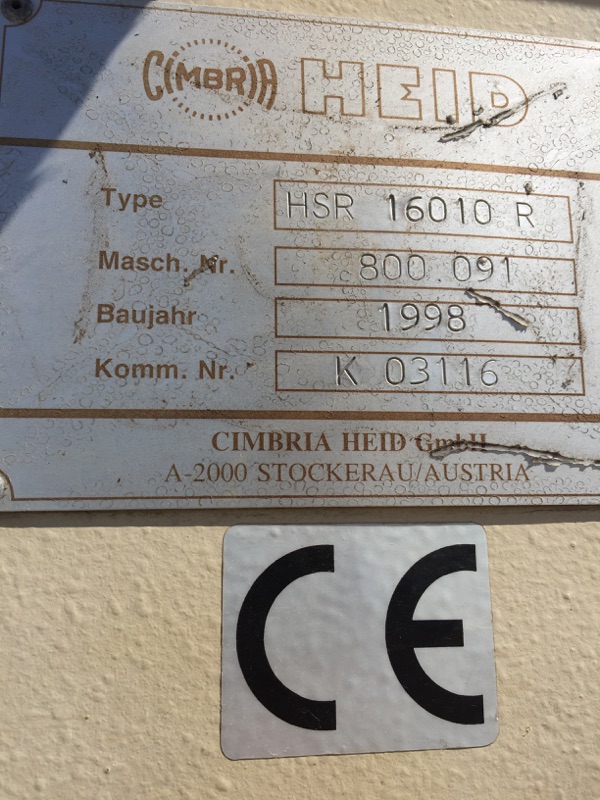 CIMBRIA HEID
Type HSR 16010 R
Masch. Nr. 800.091
Baujahr 1998
Komm. Nr. K 03116
CIMBRIA HEID GmbH
A-2000 STOCKERAU/AUSTRIA
CE